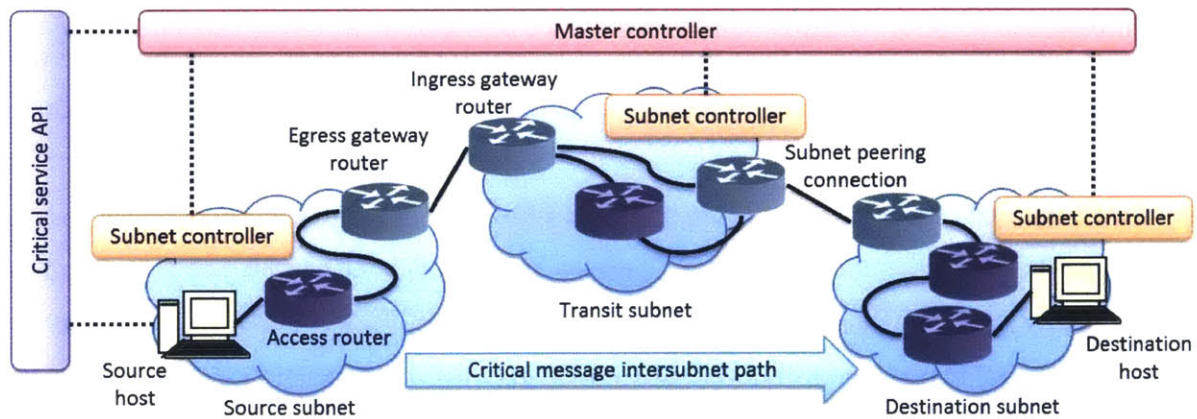 Critical service API
Master controller
Ingress gateway
router
Subnet controller
Egress gateway
router
Subnet peering
connection
Subnet controller
Subnet controller
Transit subnet
Access router
Source
host
Critical message intersubnet path
Destination
host
Source subnet
Destination subnet